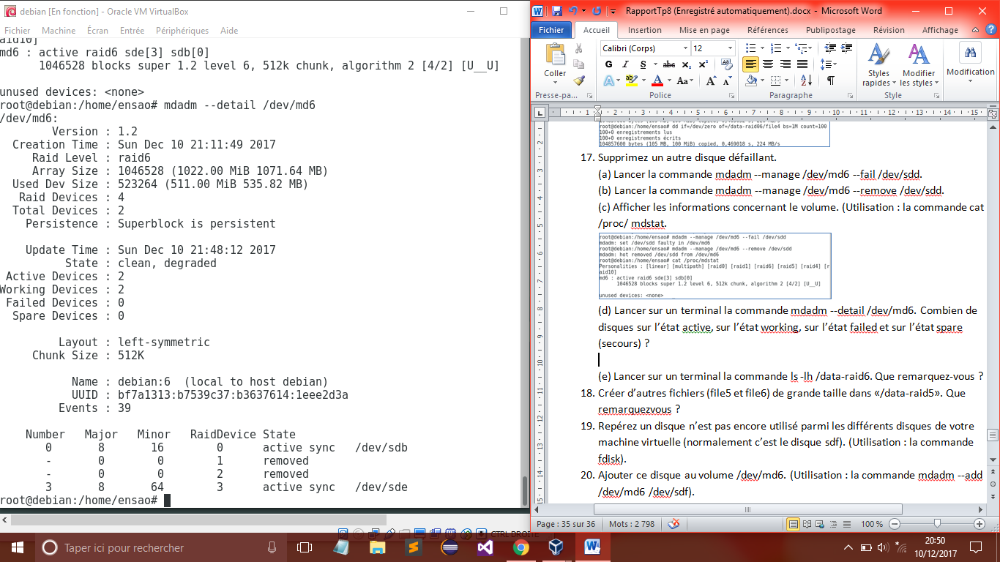 debian [En fonction] - Oracle VM VirtualBox
Fichier Machine Écran Entrée Périphériques Aide
aid10]
md6 : active raid6 sde[3] sdb[0]
1046528 blocks super 1.2 level 6, 512k chunk, algorithm 2 [4/2] [U__U]
unused devices: <none>
root@debian:/home/ensao# mdadm --detail /dev/md6
/dev/md6:
Version : 1.2
Creation Time : Sun Dec 10 21:11:49 2017
Raid Level : raid6
Array Size : 1046528 (1022.00 MiB 1071.64 MB)
Used Dev Size : 523264 (511.00 MiB 535.82 MB)
Raid Devices : 4
Total Devices : 2
Persistence : Superblock is persistent
Update Time : Sun Dec 10 21:48:12 2017
State : clean, degraded
Active Devices : 2
Working Devices : 2
Failed Devices : 0
Spare Devices : 0
Layout : left-symmetric
Chunk Size : 512K
Name : debian:6 (local to host debian)
UUID : bf7a1313:b7539c37:b3637614:1eee2d3a
Events : 39
Number Major Minor RaidDevice State
0 8 16 0 active sync /dev/sdb
- 0 0 1 removed
- 0 0 2 removed
3 8 64 3 active sync /dev/sde
root@debian:/home/ensao#
CTRL DROITE
RapportTp8 (Enregistré automatiquement).docx - Microsoft Word
Fichier Accueil Insertion Mise en page Références Publipostage Révision Affichage
Coller
Calibri (Corps) 12
G I S abc x₂ x²
Styles rapides
Modifier les styles
Modification
Presse-pa... Police Paragraphe Style
1 2 3 4 5 6 7 8 9 10 11 12 13 14 15
root@debian:/home/ensao# dd if=/dev/zero of=/data-raid06/file4 bs=1M count=100
100+0 enregistrements lus
100+0 enregistrements écrits
104857600 bytes (105 MB, 100 MiB) copied, 0,469018 s, 224 MB/s
17. Supprimez un autre disque défaillant.
(a) Lancer la commande mdadm --manage /dev/md6 --fail /dev/sdd.
(b) Lancer la commande mdadm --manage /dev/md6 --remove /dev/sdd.
(c) Afficher les informations concernant le volume. (Utilisation : la commande cat
/proc/ mdstat.
root@debian:/home/ensao# mdadm --manage /dev/md6 --fail /dev/sdd
mdadm: set /dev/sdd faulty in /dev/md6
root@debian:/home/ensao# mdadm --manage /dev/md6 --remove /dev/sdd
mdadm: hot removed /dev/sdd from /dev/md6
root@debian:/home/ensao# cat /proc/mdstat
Personalities : [linear] [multipath] [raid0] [raid1] [raid6] [raid5] [raid4] [r
aid10]
md6 : active raid6 sde[3] sdb[0]
1046528 blocks super 1.2 level 6, 512k chunk, algorithm 2 [4/2] [U__U]
unused devices: <none>
(d) Lancer sur un terminal la commande mdadm --detail /dev/md6. Combien de
disques sur l’état active, sur l’état working, sur l’état failed et sur l’état spare
(secours) ?
(e) Lancer sur un terminal la commande ls -lh /data-raid6. Que remarquez-vous ?
18. Créer d’autres fichiers (file5 et file6) de grande taille dans «/data-raid5». Que
remarquezvous ?
19. Repérez un disque n’est pas encore utilisé parmi les différents disques de votre
machine virtuelle (normalement c’est le disque sdf). (Utilisation : la commande
fdisk).
20. Ajouter ce disque au volume /dev/md6. (Utilisation : la commande mdadm --add
/dev/md6 /dev/sdf).
Page : 35 sur 36 Mots : 2 798 100 %
Taper ici pour rechercher
20:50
10/12/2017